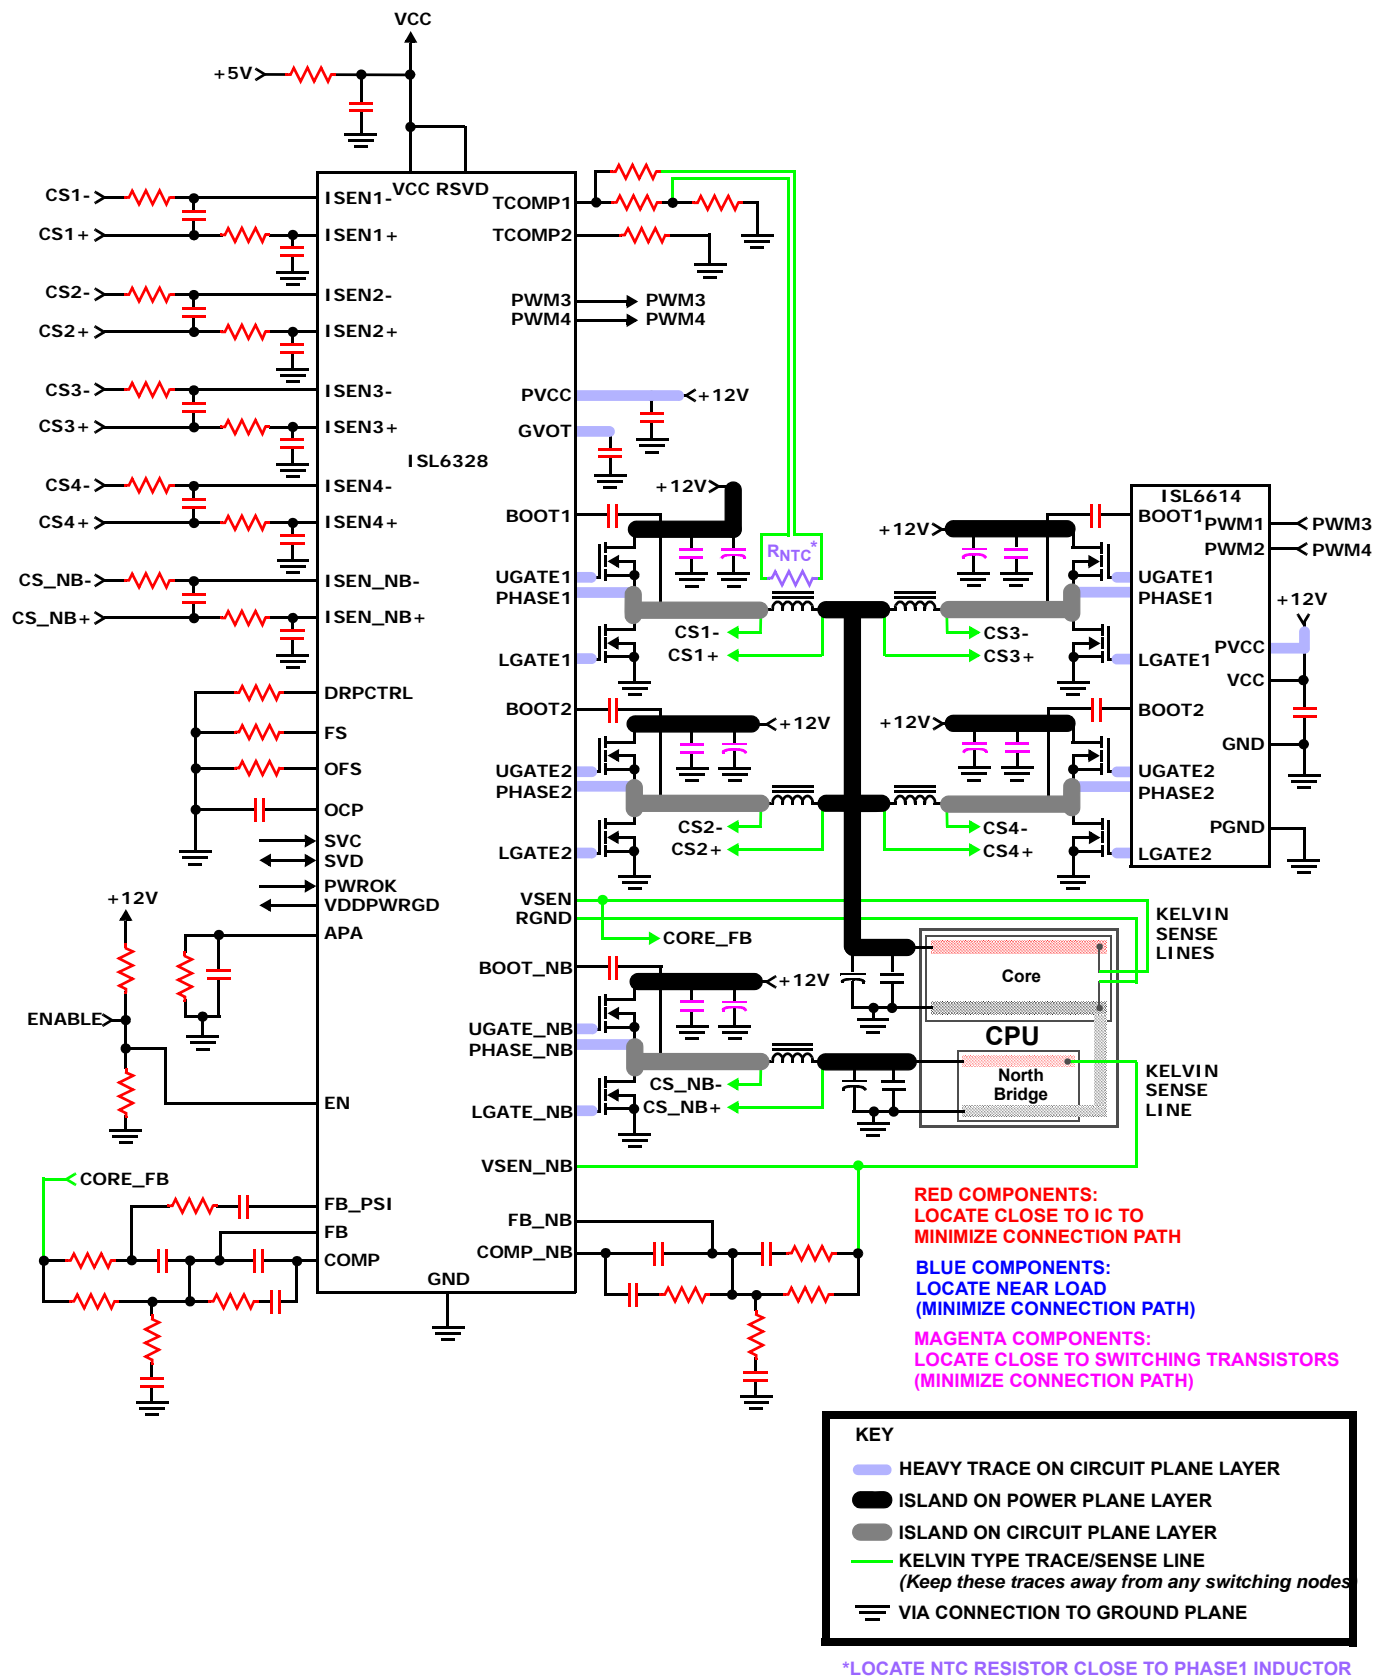 VCC
+5V
VCC RSVD
CS1-
ISEN1-
TCOMP1
CS1+
ISEN1+
TCOMP2
CS2-
ISEN2-
PWM3
PWM3
CS2+
ISEN2+
PWM4
PWM4
CS3-
ISEN3-
PVCC
+12V
CS3+
ISEN3+
GVOT
ISL6328
CS4-
ISEN4-
+12V
CS4+
ISEN4+
BOOT1
CS_NB-
ISEN_NB-
UGATE1
PHASE1
RNTC*
CS_NB+
ISEN_NB+
CS1-
CS1+
LGATE1
CS3-
CS3+
+12V
ISL6614
BOOT1
PWM1
PWM3
PWM2
PWM4
UGATE1
PHASE1
+12V
PVCC
LGATE1
VCC
BOOT2
GND
UGATE2
PHASE2
PGND
LGATE2
DRPCTRL
FS
OFS
OCP
SVC
SVD
PWROK
VDDPWRGD
APA
BOOT2
+12V
+12V
UGATE2
PHASE2
CS2-
CS2+
LGATE2
CS4-
CS4+
VSEN
RGND
CORE_FB
KELVIN
SENSE
LINES
+12V
ENABLE
EN
BOOT_NB
+12V
UGATE_NB
PHASE_NB
CS_NB-
CS_NB+
LGATE_NB
Core
CPU
North
Bridge
KELVIN
SENSE
LINE
VSEN_NB
CORE_FB
FB_PSI
FB
COMP
FB_NB
COMP_NB
GND
RED COMPONENTS:
LOCATE CLOSE TO IC TO
MINIMIZE CONNECTION PATH
BLUE COMPONENTS:
LOCATE NEAR LOAD
(MINIMIZE CONNECTION PATH)
MAGENTA COMPONENTS:
LOCATE CLOSE TO SWITCHING TRANSISTORS
(MINIMIZE CONNECTION PATH)
KEY
HEAVY TRACE ON CIRCUIT PLANE LAYER
ISLAND ON POWER PLANE LAYER
ISLAND ON CIRCUIT PLANE LAYER
KELVIN TYPE TRACE/SENSE LINE
(Keep these traces away from any switching nodes)
VIA CONNECTION TO GROUND PLANE
*LOCATE NTC RESISTOR CLOSE TO PHASE1 INDUCTOR